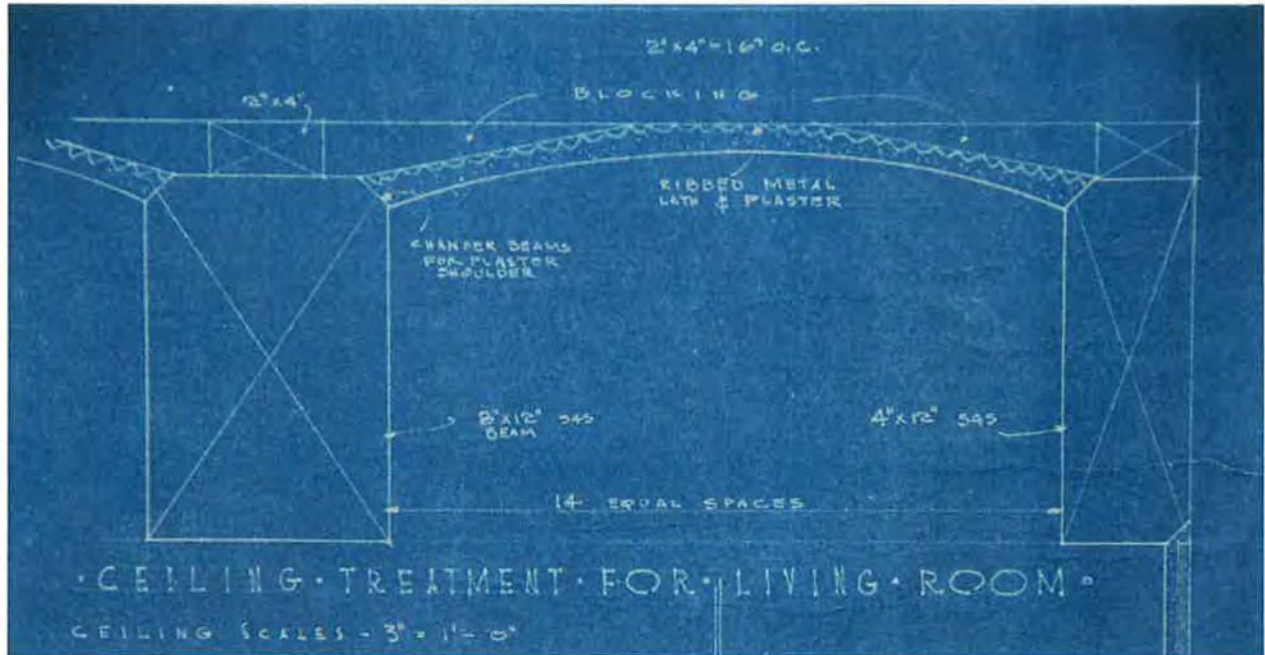 2"x4"-16" O.C.
BLOCKING
2"x4"
RIBBED METAL
LATH & PLASTER
CHAMFER BEAMS
FOR PLASTOR
SHOULDER
8"x12" S4S
BEAM
4"x12" S4S
14 EQUAL SPACES
·CEILING·TREATMENT·FOR·LIVING·ROOM·
CEILING SCALES - 3" = 1'-0"